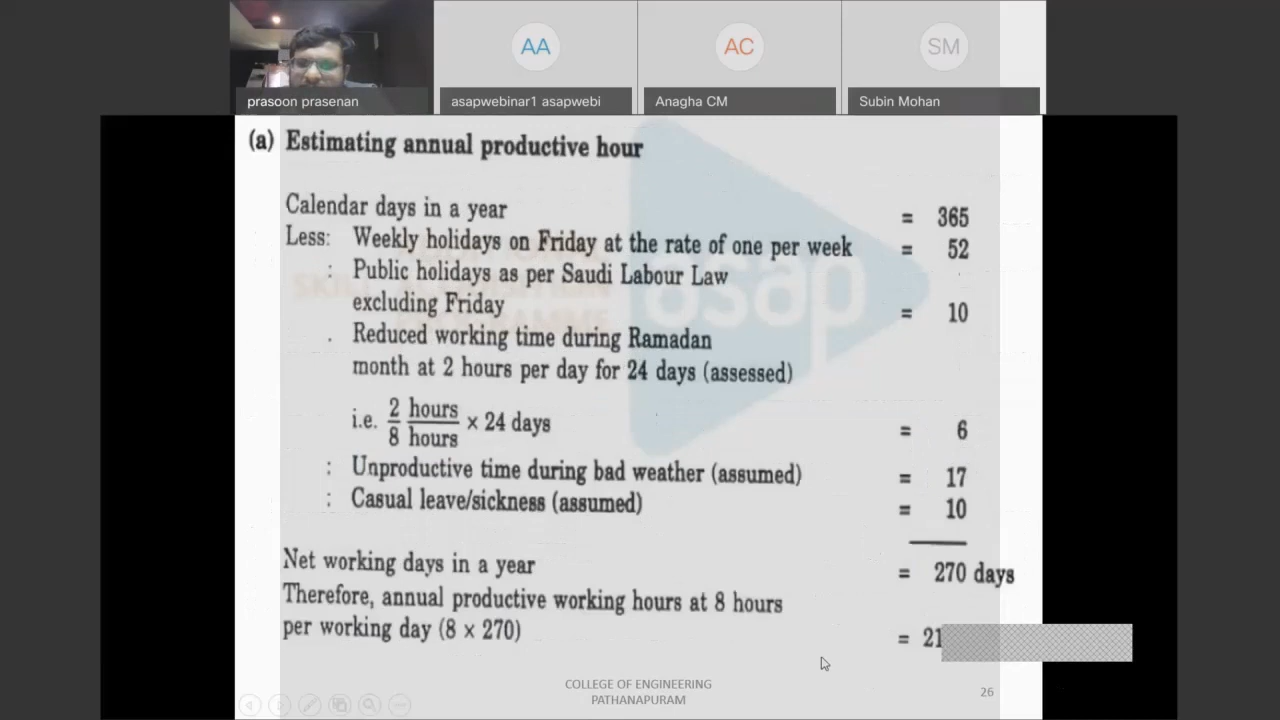 AA
AC
SM
prasoon prasenan
asapwebinar1 asapwebi
Anagha CM
Subin Mohan
(a) Estimating annual productive hour
Calendar days in a year = 365
Less: Weekly holidays on Friday at the rate of one per week = 52
: Public holidays as per Saudi Labour Law
excluding Friday = 10
. Reduced working time during Ramadan
month at 2 hours per day for 24 days (assessed)
i.e. 2/8 hours/hours × 24 days = 6
: Unproductive time during bad weather (assumed) = 17
: Casual leave/sickness (assumed) = 10
Net working days in a year = 270 days
Therefore, annual productive working hours at 8 hours
per working day (8 × 270) = 21
asap
COLLEGE OF ENGINEERING
PATHANAPURAM
26